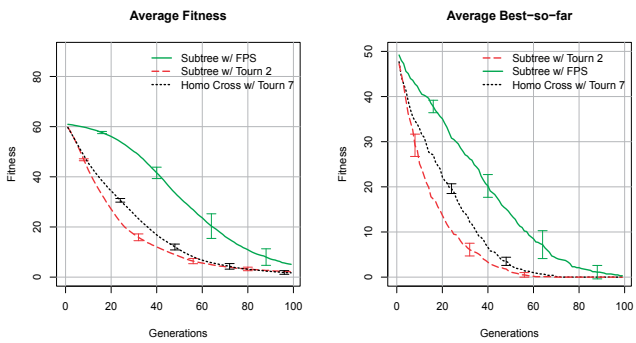 Average Fitness
Subtree w/ FPS
Subtree w/ Tourn 2
Homo Cross w/ Tourn 7
Fitness
80
60
40
20
0
0 20 40 60 80 100
Generations
Average Best−so−far
Subtree w/ Tourn 2
Subtree w/ FPS
Homo Cross w/ Tourn 7
Fitness
50
40
30
20
10
0
0 20 40 60 80 100
Generations